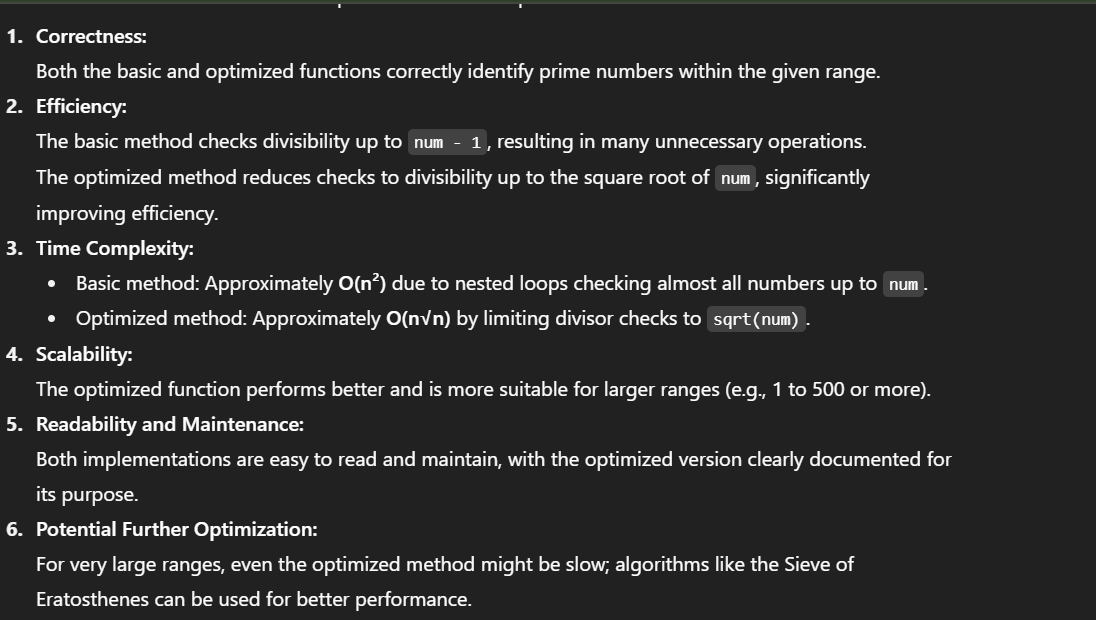 1. Correctness:
Both the basic and optimized functions correctly identify prime numbers within the given range.
2. Efficiency:
The basic method checks divisibility up to num - 1, resulting in many unnecessary operations.
The optimized method reduces checks to divisibility up to the square root of num, significantly
improving efficiency.
3. Time Complexity:
• Basic method: Approximately O(n²) due to nested loops checking almost all numbers up to num.
• Optimized method: Approximately O(n√n) by limiting divisor checks to sqrt(num).
4. Scalability:
The optimized function performs better and is more suitable for larger ranges (e.g., 1 to 500 or more).
5. Readability and Maintenance:
Both implementations are easy to read and maintain, with the optimized version clearly documented for
its purpose.
6. Potential Further Optimization:
For very large ranges, even the optimized method might be slow; algorithms like the Sieve of
Eratosthenes can be used for better performance.